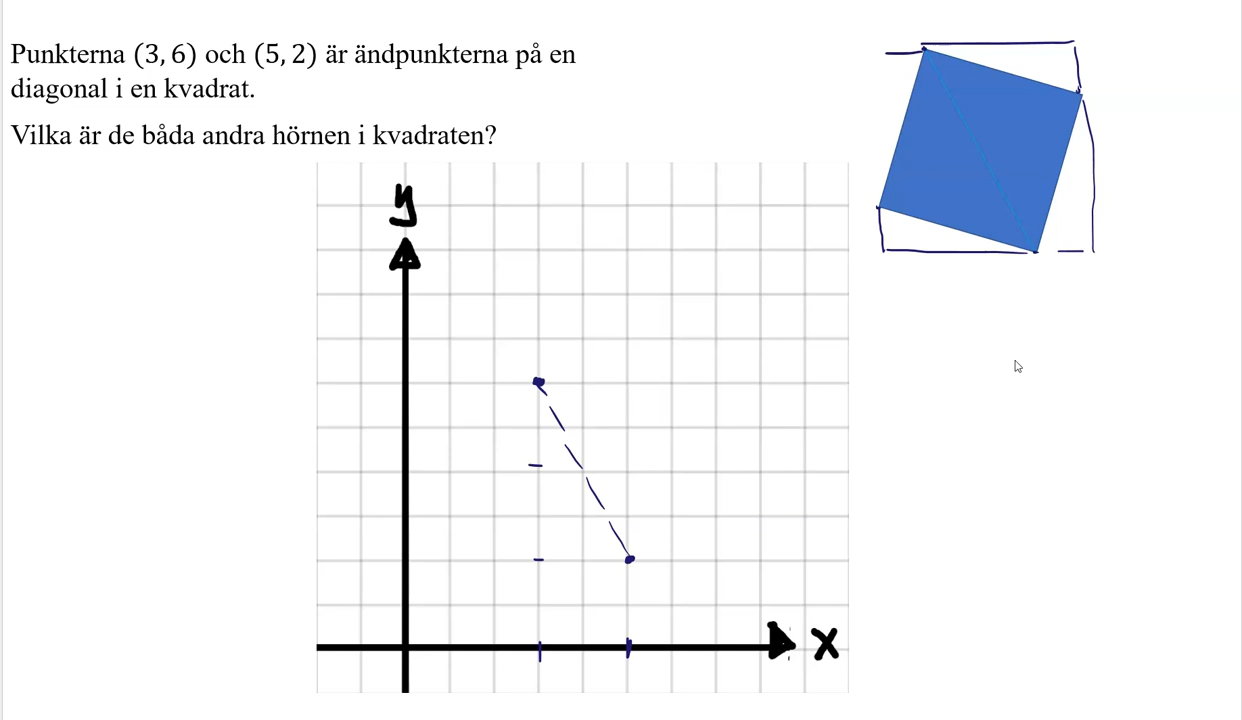 Punkterna (3, 6) och (5, 2) är ändpunkterna på en
diagonal i en kvadrat.
Vilka är de båda andra hörnen i kvadraten?
y
x